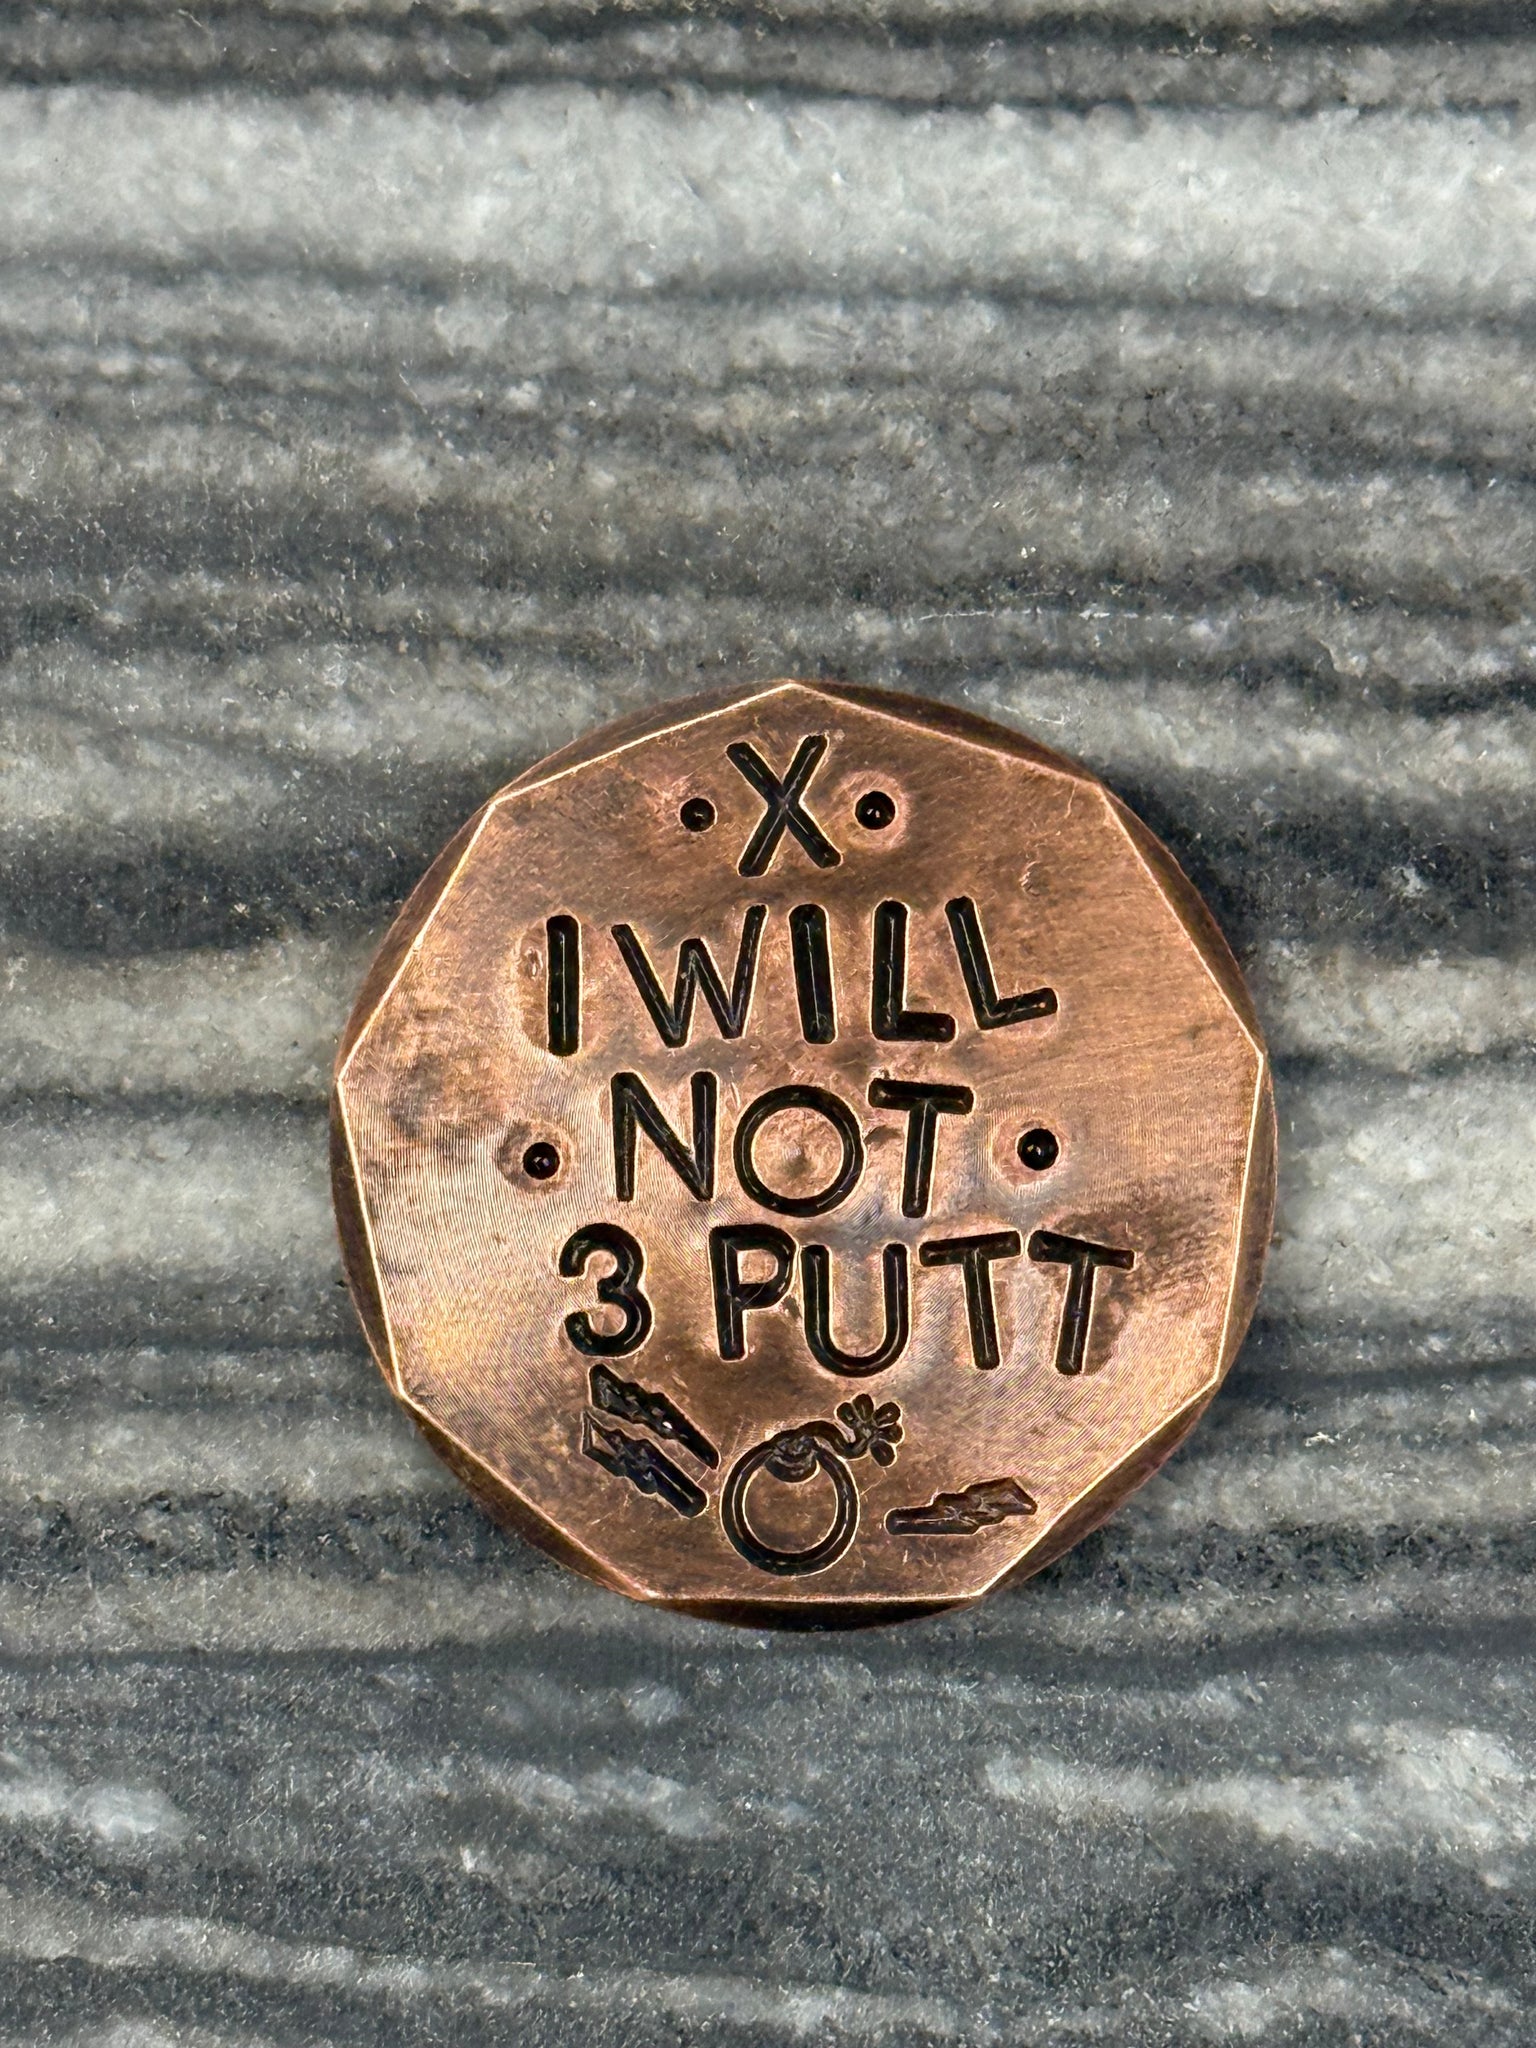 X
I WILL
NOT
3 PUTT